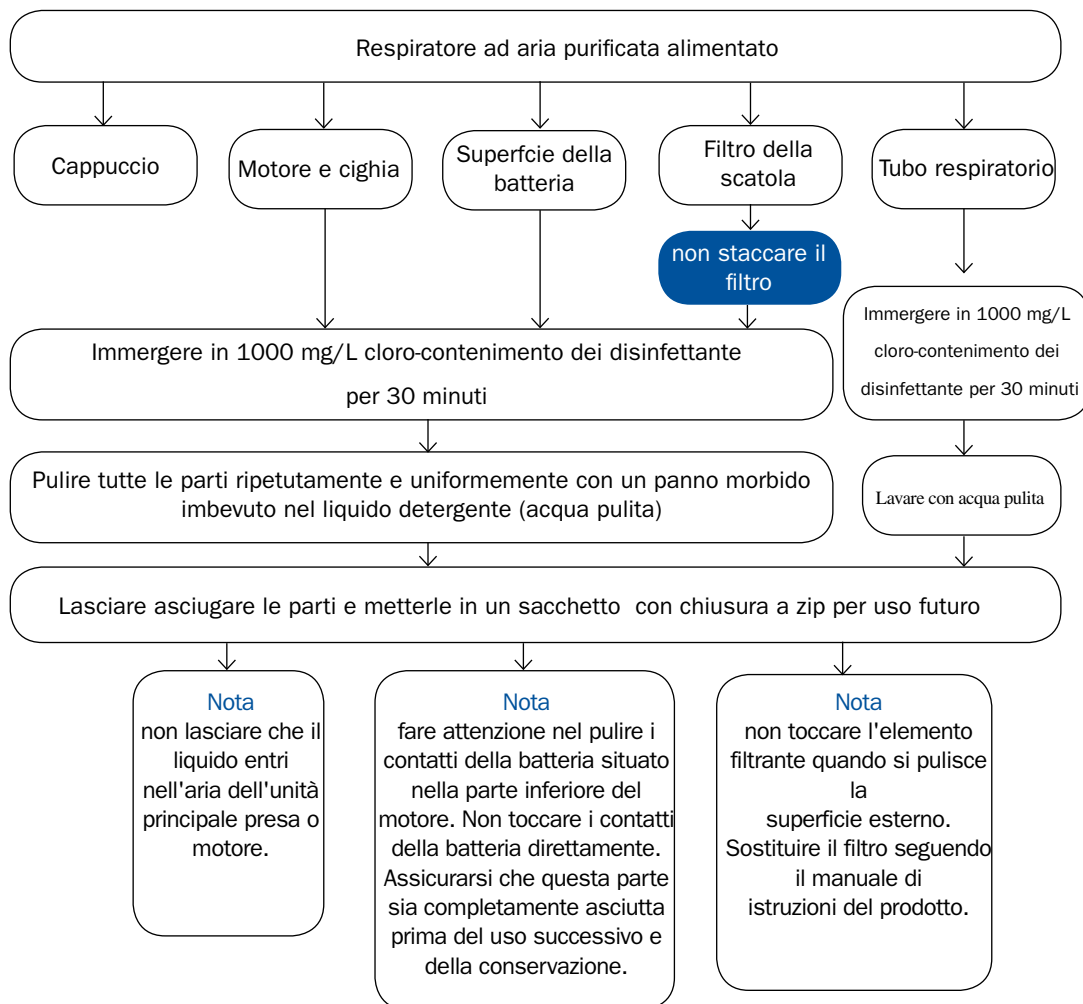 Respiratore ad aria purificata alimentato
Cappuccio
Motore e cighia
Superfcie della
batteria
Filtro della
scatola
Tubo respiratorio
non staccare il
filtro
Immergere in 1000 mg/L cloro-contenimento dei disinfettante
per 30 minuti
Immergere in 1000 mg/L
cloro-contenimento dei
disinfettante per 30 minuti
Pulire tutte le parti ripetutamente e uniformemente con un panno morbido
imbevuto nel liquido detergente (acqua pulita)
Lavare con acqua pulita
Lasciare asciugare le parti e metterle in un sacchetto con chiusura a zip per uso futuro
Nota
non lasciare che il
liquido entri
nell'aria dell'unità
principale presa o
motore.
Nota
fare attenzione nel pulire i
contatti della batteria situato
nella parte inferiore del
motore. Non toccare i contatti
della batteria direttamente.
Assicurarsi che questa parte
sia completamente asciutta
prima del uso successivo e
della conservazione.
Nota
non toccare l'elemento
filtrante quando si pulisce
la
superficie esterno.
Sostituire il filtro seguendo
il manuale di
istruzioni del prodotto.